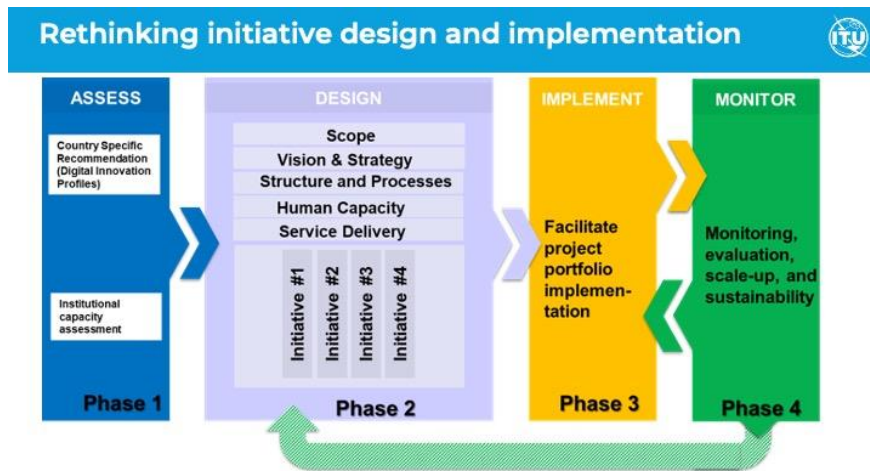 Rethinking initiative design and implementation
ITU
ASSESS
Country Specific
Recommendation
(Digital Innovation
Profiles)
Institutional
capacity
assessment
Phase 1
DESIGN
Scope
Vision & Strategy
Structure and Processes
Human Capacity
Service Delivery
Initiative #1
Initiative #2
Initiative #3
Initiative #4
Phase 2
IMPLEMENT
Facilitate
project
portfolio
implemen-
tation
Phase 3
MONITOR
Monitoring,
evaluation,
scale-up, and
sustainability
Phase 4